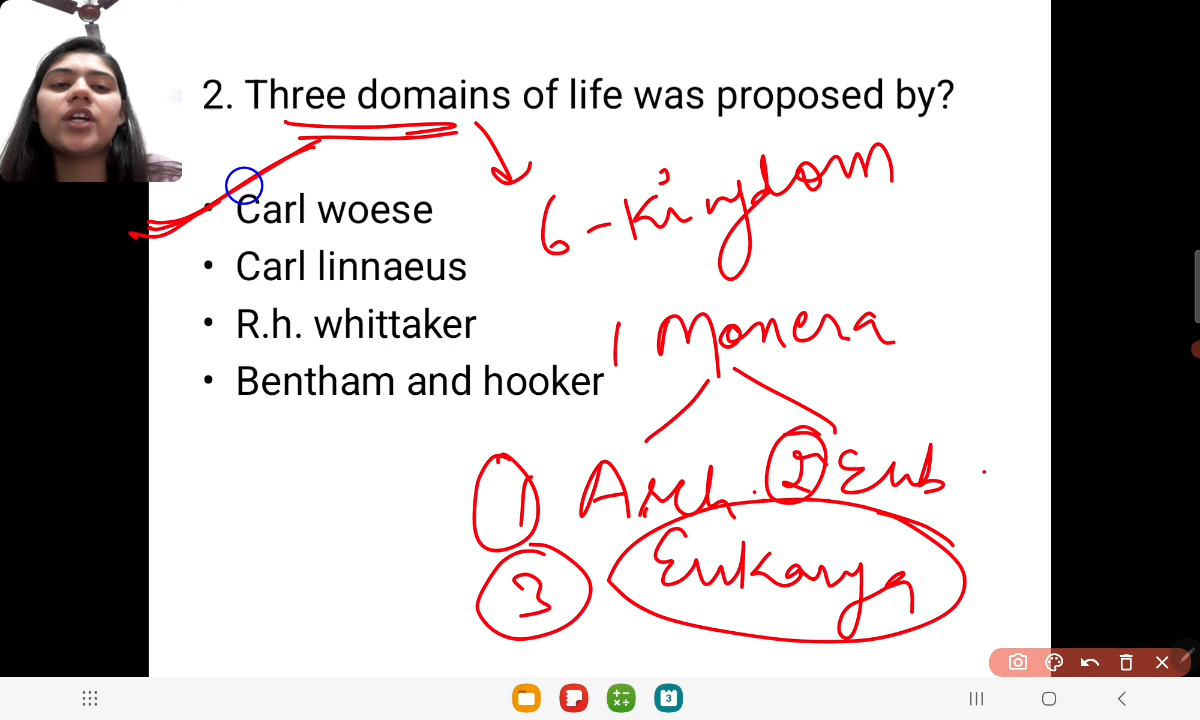 2. Three domains of life was proposed by?
• Carl woese
• Carl linnaeus
• R.h. whittaker
• Bentham and hooker
6 - Kingdom
1 Monera
1 Arch. 2 Eub.
3 Eukarya
3